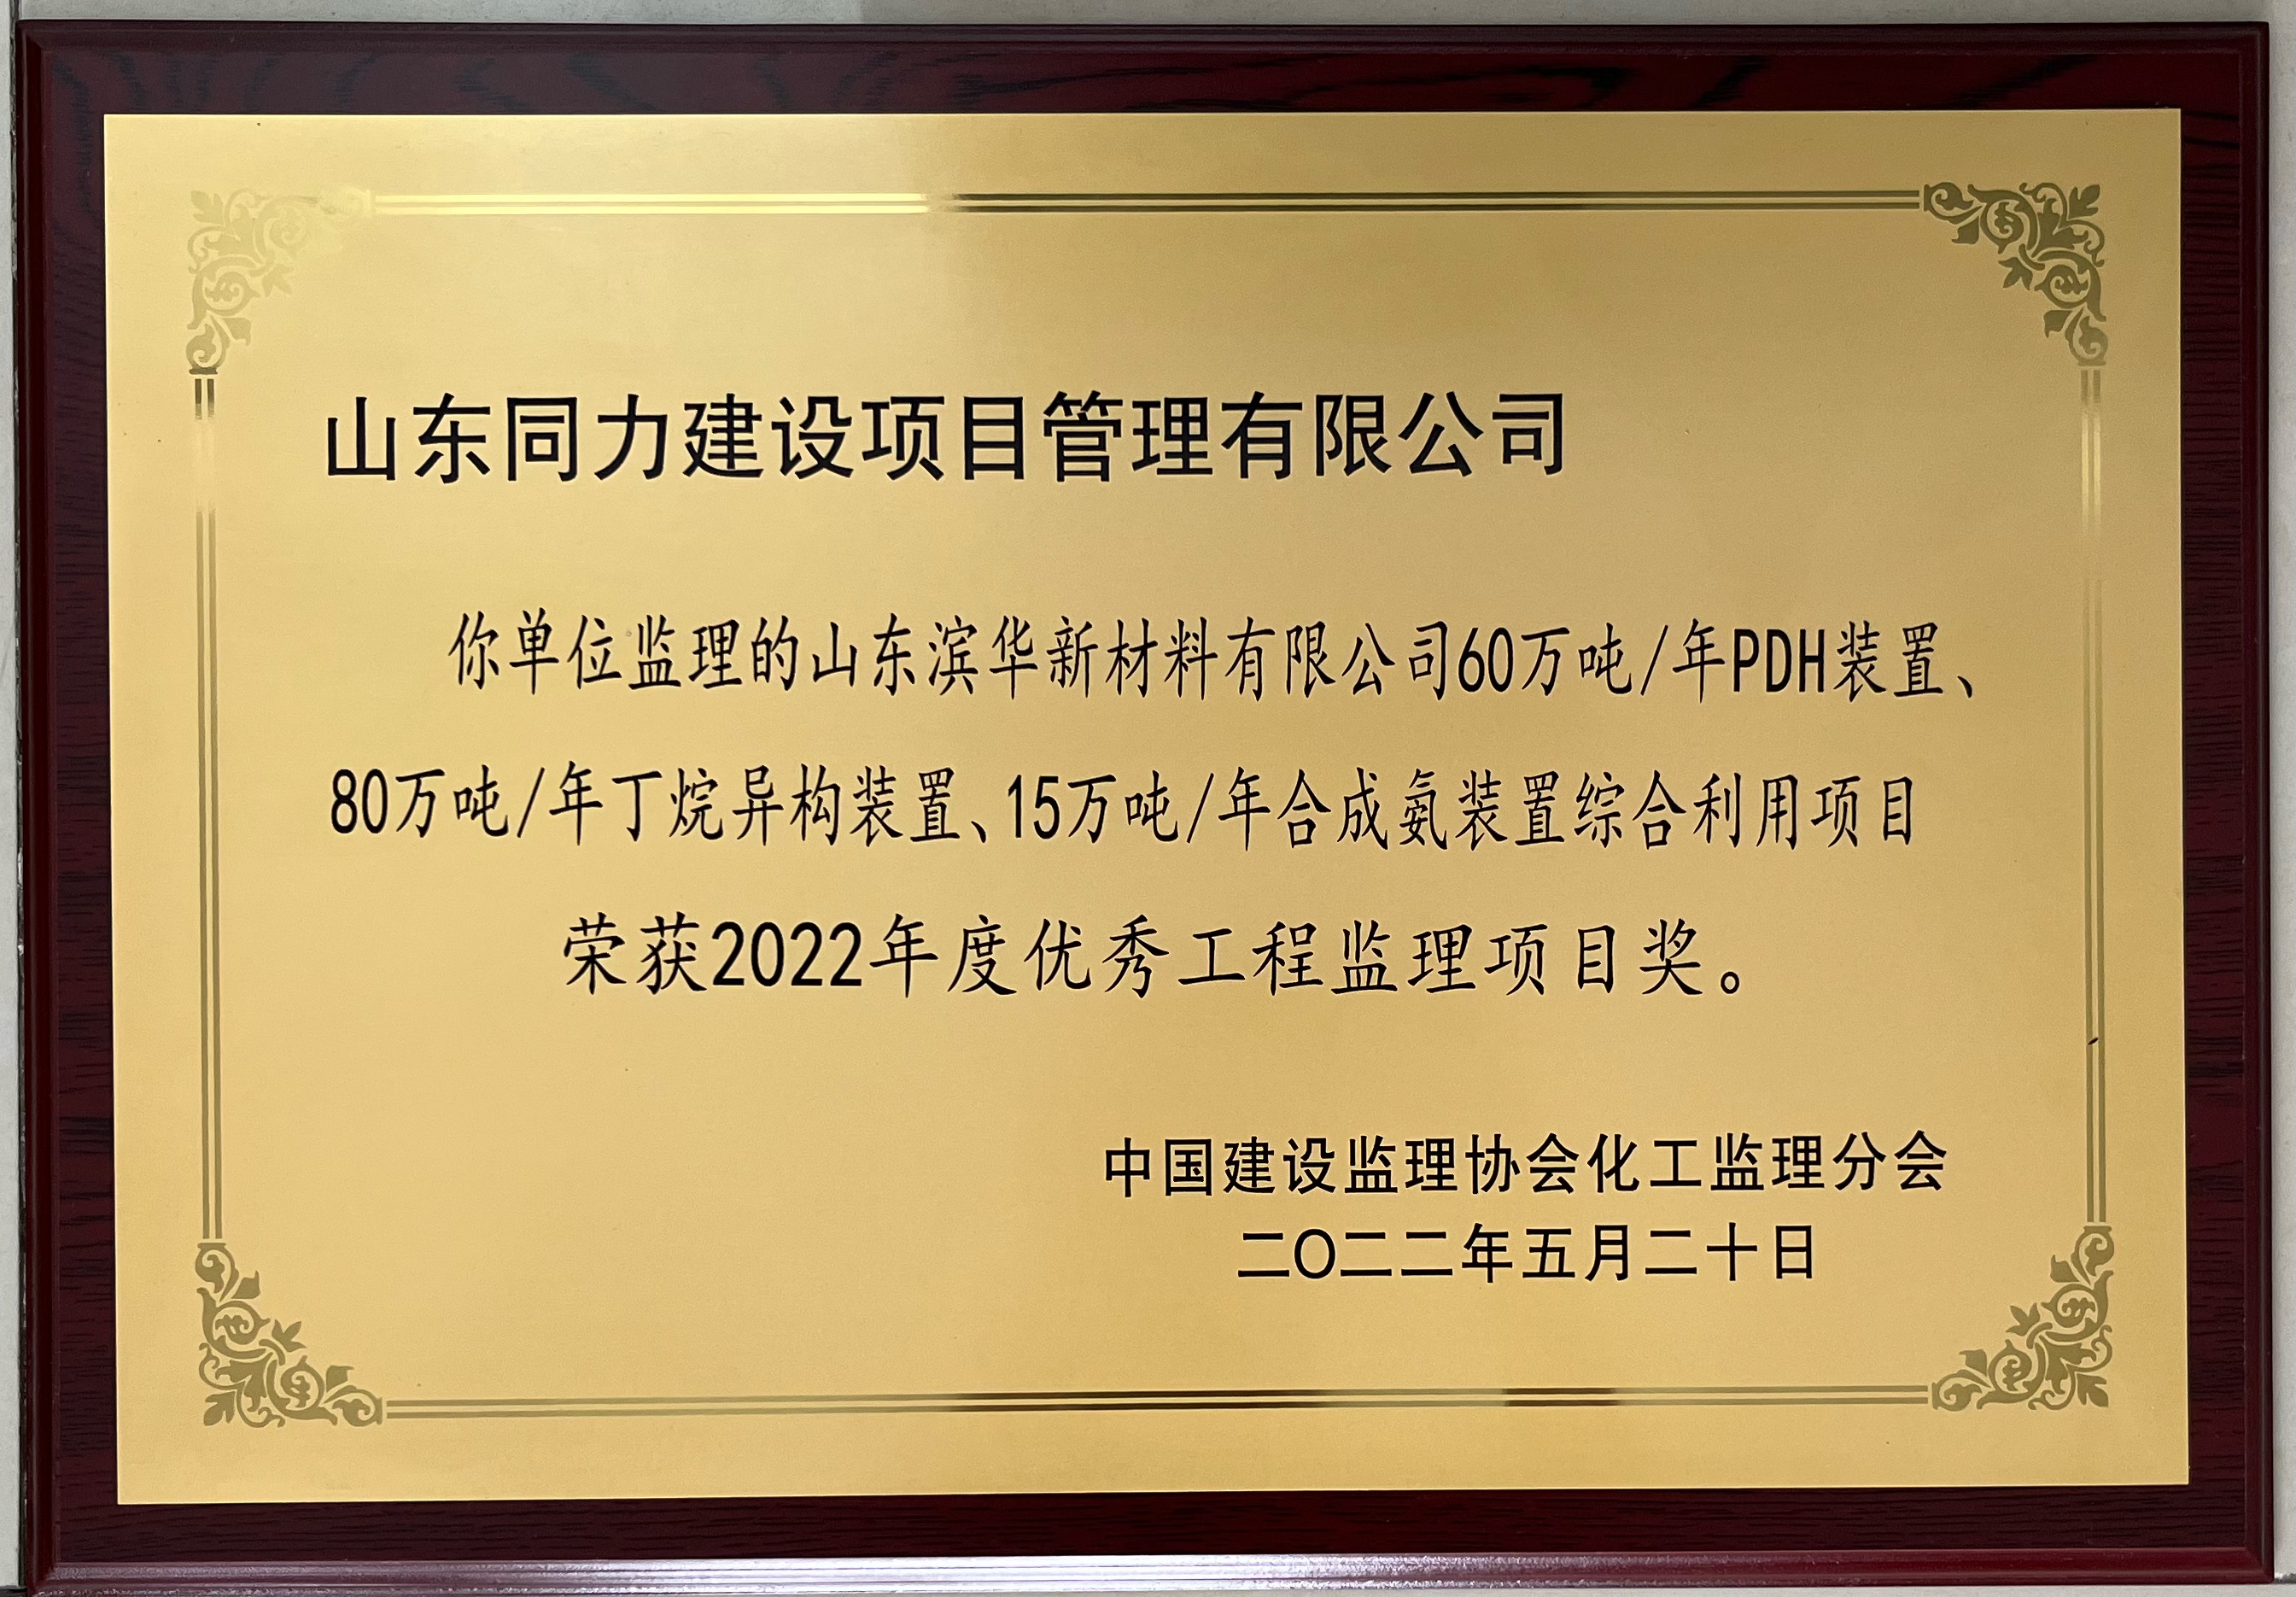 山东同力建设项目管理有限公司
你单位监理的山东滨华新材料有限公司60万吨/年PDH装置、
80万吨/年丁烷异构装置、15万吨/年合成氨装置综合利用项目
荣获2022年度优秀工程监理项目奖。
中国建设监理协会化工监理分会
二〇二二年五月二十日